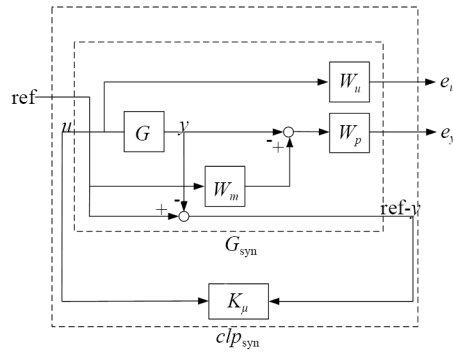 W_u
e_u
ref
u
G
y
- +
W_p
e_y
W_m
+ -
ref-y
G_syn
K_μ
clp_syn